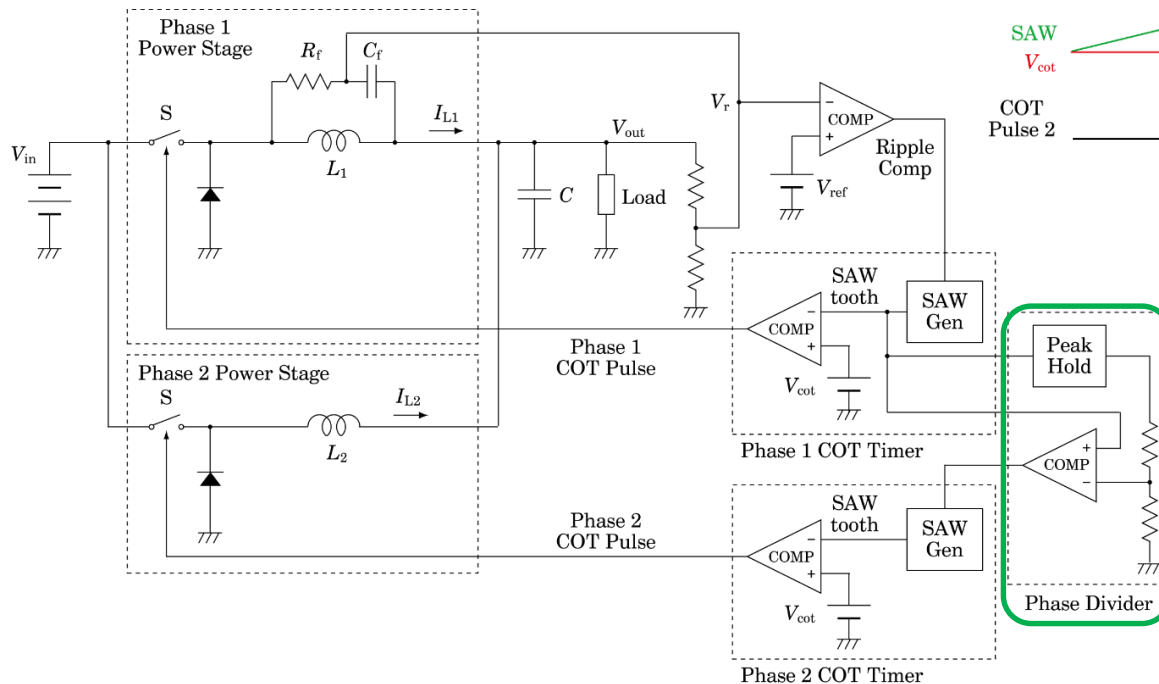 Phase 1
Power Stage
R_f
C_f
SAW
V_cot
COT
Pulse 2
S
I_L1
L_1
V_in
V_out
C
Load
V_r
−
+
COMP
Ripple
Comp
V_ref
SAW
tooth
SAW
Gen
−
+
COMP
V_cot
Phase 1
COT Pulse
Phase 1 COT Timer
Peak
Hold
+
−
COMP
Phase Divider
Phase 2 Power Stage
S
I_L2
L_2
Phase 2
COT Pulse
SAW
tooth
SAW
Gen
−
+
COMP
V_cot
Phase 2 COT Timer